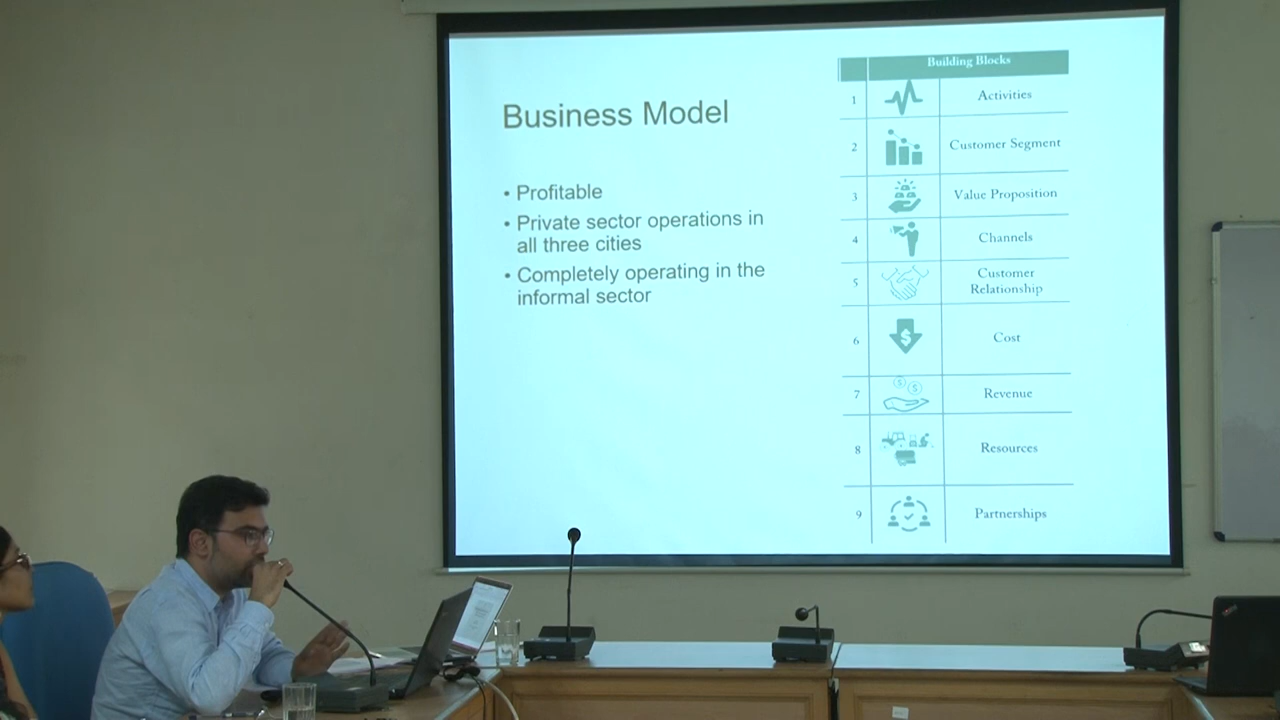 Business Model
• Profitable
• Private sector operations in
all three cities
• Completely operating in the
informal sector
Building Blocks
1 Activities
2 Customer Segment
3 Value Proposition
4 Channels
5 Customer
Relationship
6 $ Cost
7 $ $ Revenue
8 Resources
9 Partnerships